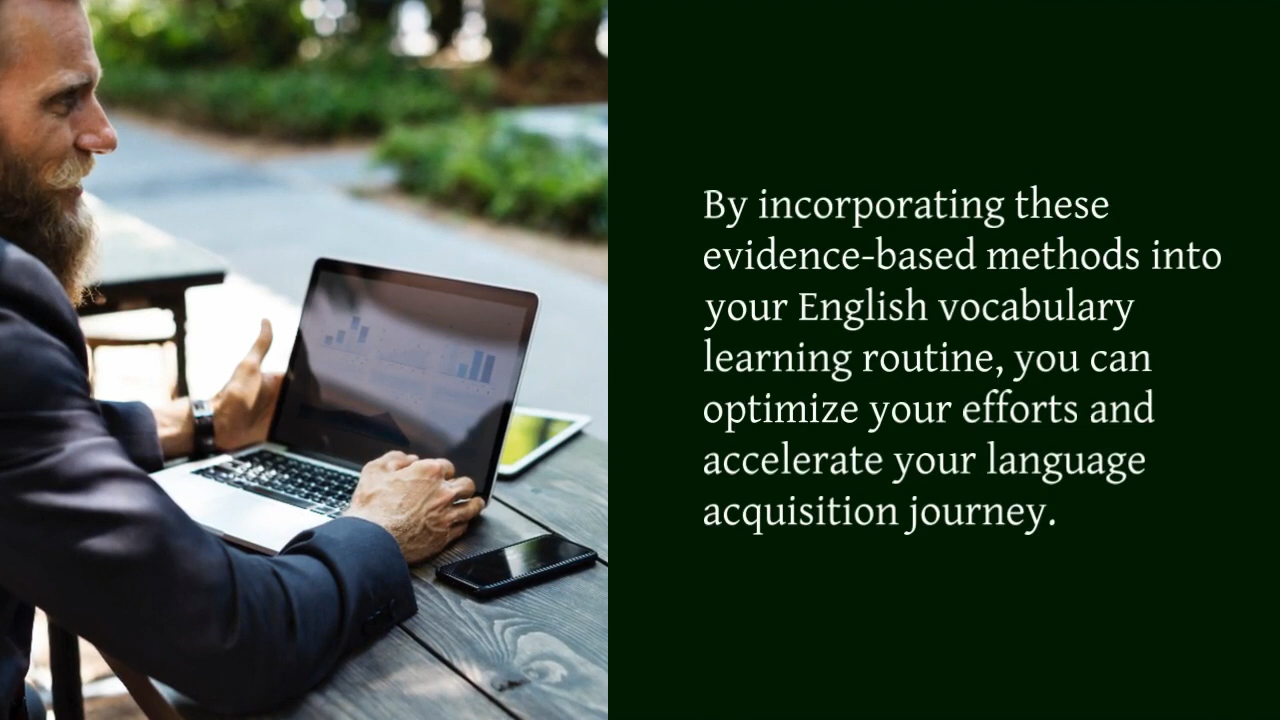 By incorporating these
evidence-based methods into
your English vocabulary
learning routine, you can
optimize your efforts and
accelerate your language
acquisition journey.